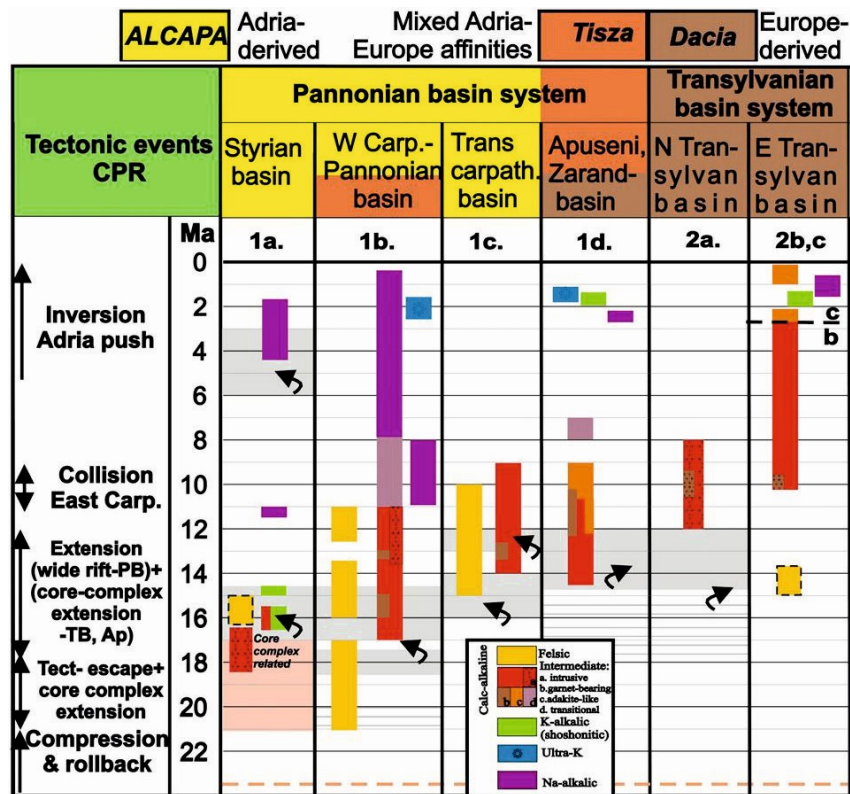 ALCAPA
Adria-
derived
Mixed Adria-
Europe affinities
Tisza
Dacia
Europe-
derived
Tectonic events
CPR
Pannonian basin system
Transylvanian
basin system
Styrian
basin
W Carp.-
Pannonian
basin
Trans
carpath.
basin
Apuseni,
Zarand-
basin
N Tran-
sylvan
basin
E Tran-
sylvan
basin
Ma
1a.
1b.
1c.
1d.
2a.
2b,c
0
2
4
6
8
10
12
14
16
18
20
22
Inversion
Adria push
Collision
East Carp.
Extension
(wide rift-PB)+
(core-complex
extension
-TB, Ap)
Tect- escape+
core complex
extension
Compression
& rollback
c
b
Core
complex
related
Calc-alkaline
Felsic
Intermediate:
a. intrusive
b.garnet-bearing
c.adakite-like
d. transitional
a
b
c
d
K-alkalic
(shoshonitic)
Ultra-K
Na-alkalic